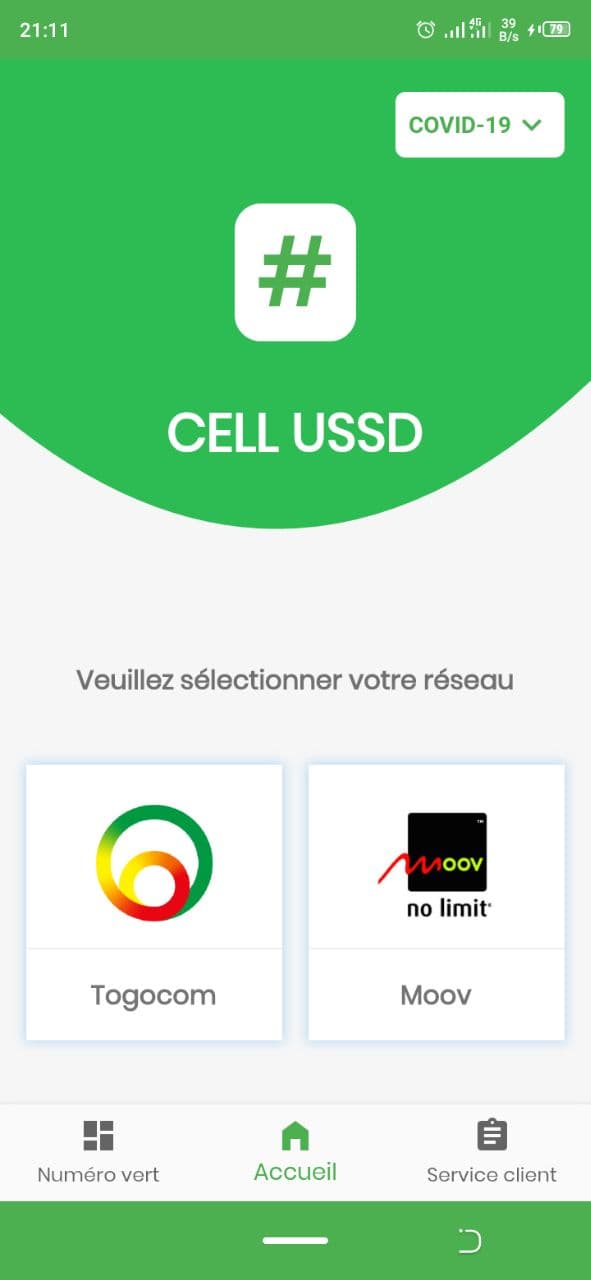 21:11
4G 39 B/s 79
COVID-19
#
CELL USSD
Veuillez sélectionner votre réseau
moov
no limit
Togocom
Moov
Numéro vert
Accueil
Service client